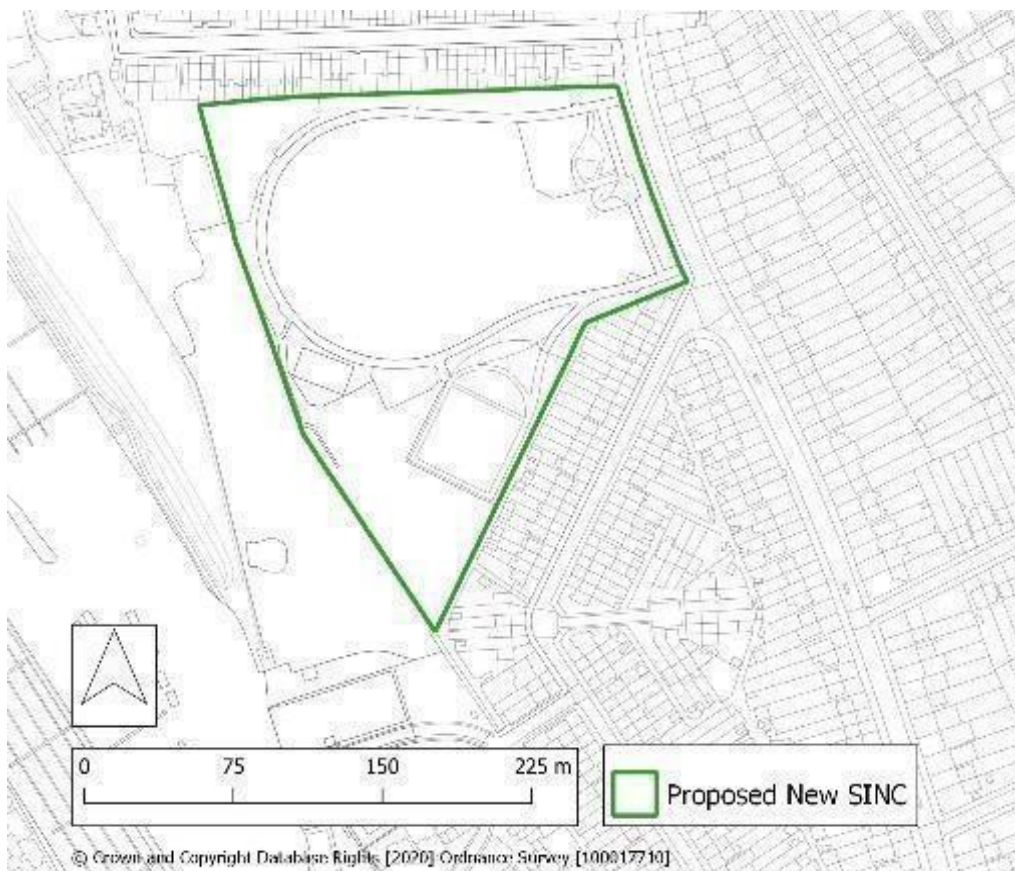 0 75 150 225 m
Proposed New SINC
© Crown and Copyright Database Rights [2020] Ordnance Survey [100017710]